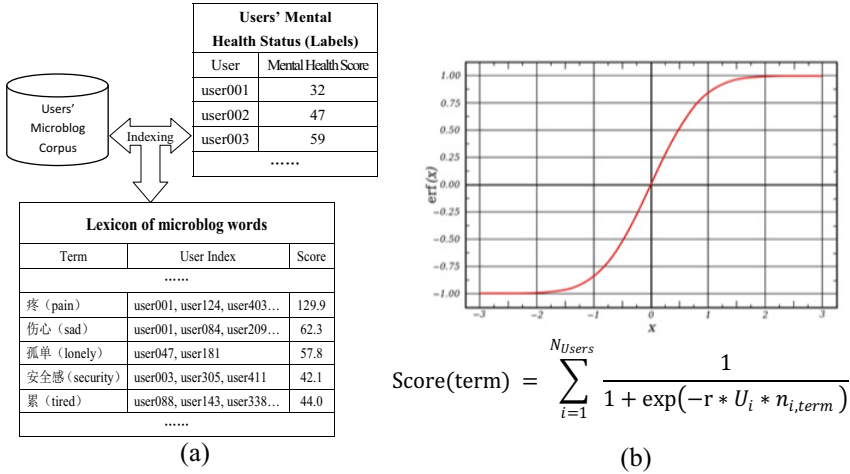 Users' Mental
Health Status (Labels)
User Mental Health Score
user001 32
user002 47
user003 59
……
Users'
Microblog
Corpus
Indexing
Lexicon of microblog words
Term User Index Score
……
疼（pain） user001, user124, user403… 129.9
伤心（sad） user001, user084, user209… 62.3
孤单（lonely） user047, user181 57.8
安全感（security） user003, user305, user411 42.1
累（tired） user088, user143, user338… 44.0
……
(a)
1.00
0.75
0.50
0.25
0.00
−0.25
−0.50
−0.75
−1.00
erf(x)
−3 −2 −1 0 1 2 3
x
Score(term) = ∑_{i=1}^{N_{Users}} 1 / (1 + exp(−r * U_i * n_{i,term}))
(b)